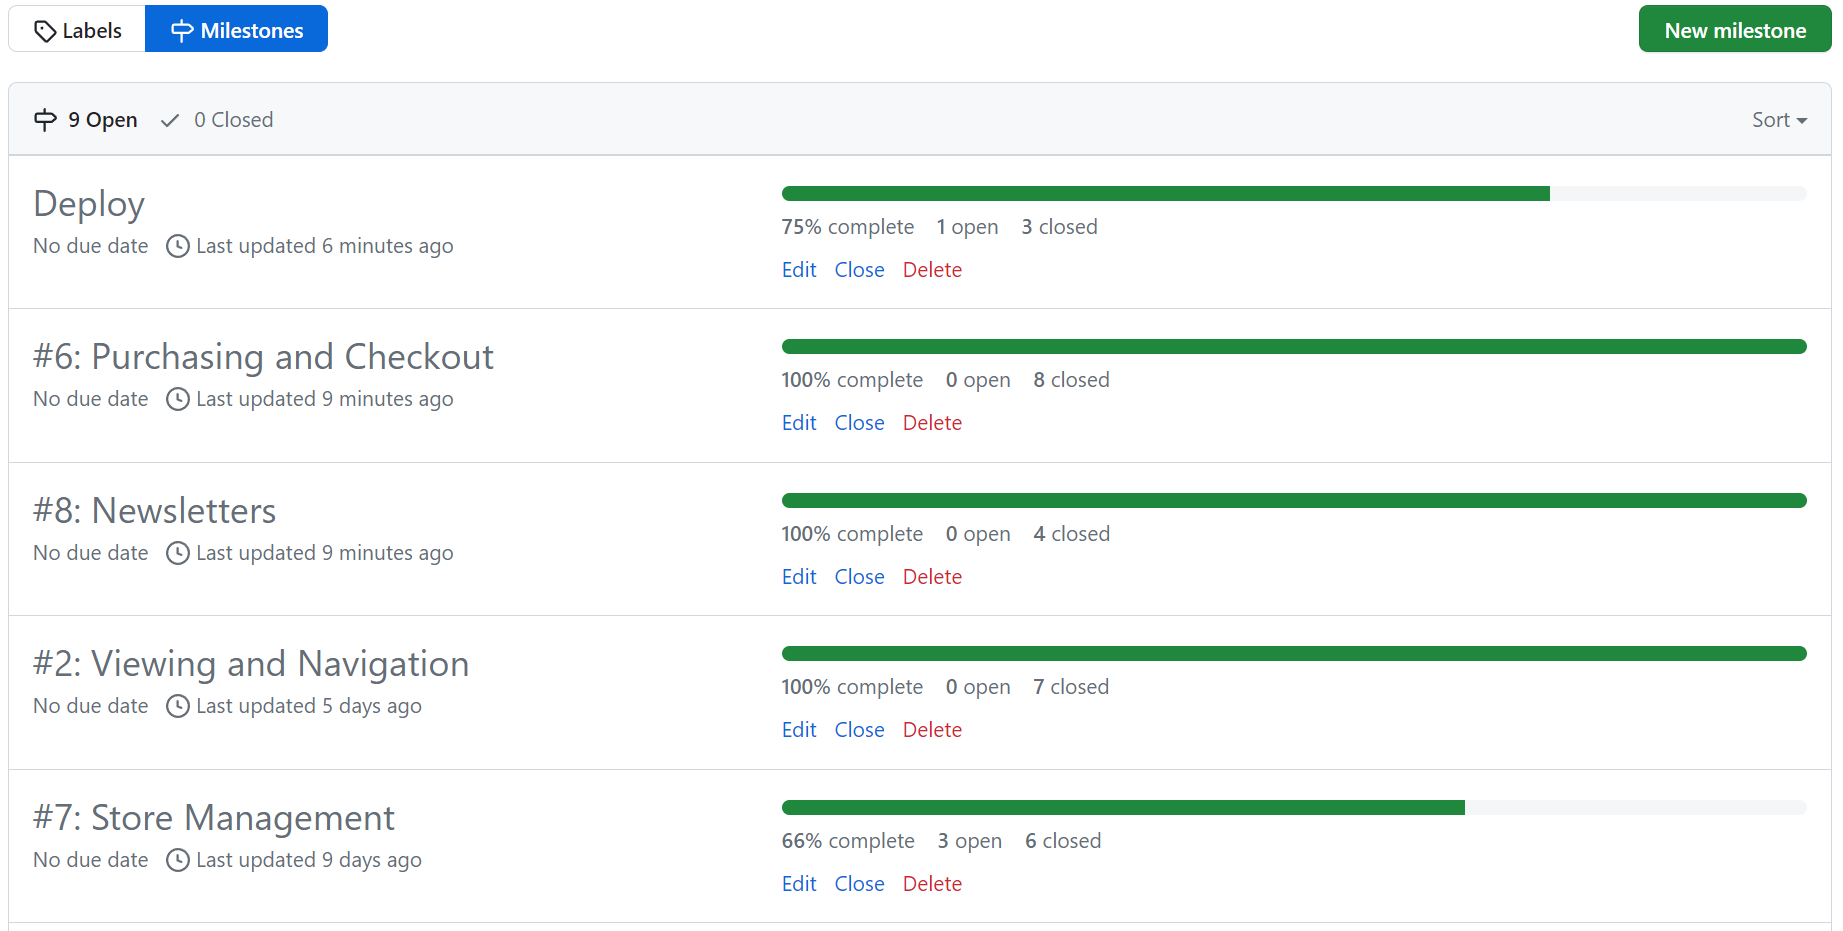 Labels Milestones New milestone
9 Open 0 Closed Sort
Deploy
No due date Last updated 6 minutes ago
75% complete 1 open 3 closed
Edit Close Delete
#6: Purchasing and Checkout
No due date Last updated 9 minutes ago
100% complete 0 open 8 closed
Edit Close Delete
#8: Newsletters
No due date Last updated 9 minutes ago
100% complete 0 open 4 closed
Edit Close Delete
#2: Viewing and Navigation
No due date Last updated 5 days ago
100% complete 0 open 7 closed
Edit Close Delete
#7: Store Management
No due date Last updated 9 days ago
66% complete 3 open 6 closed
Edit Close Delete